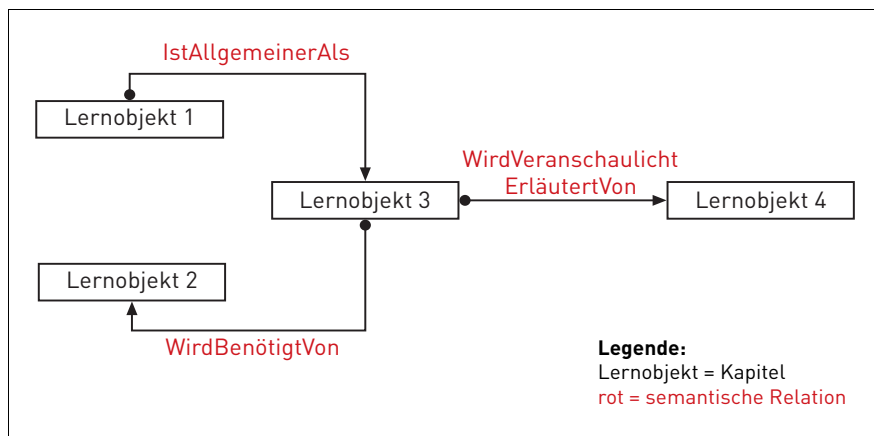 IstAllgemeinerAls
Lernobjekt 1
WirdVeranschaulicht
ErläutertVon
Lernobjekt 3
Lernobjekt 4
Lernobjekt 2
WirdBenötigtVon
Legende:
Lernobjekt = Kapitel
rot = semantische Relation